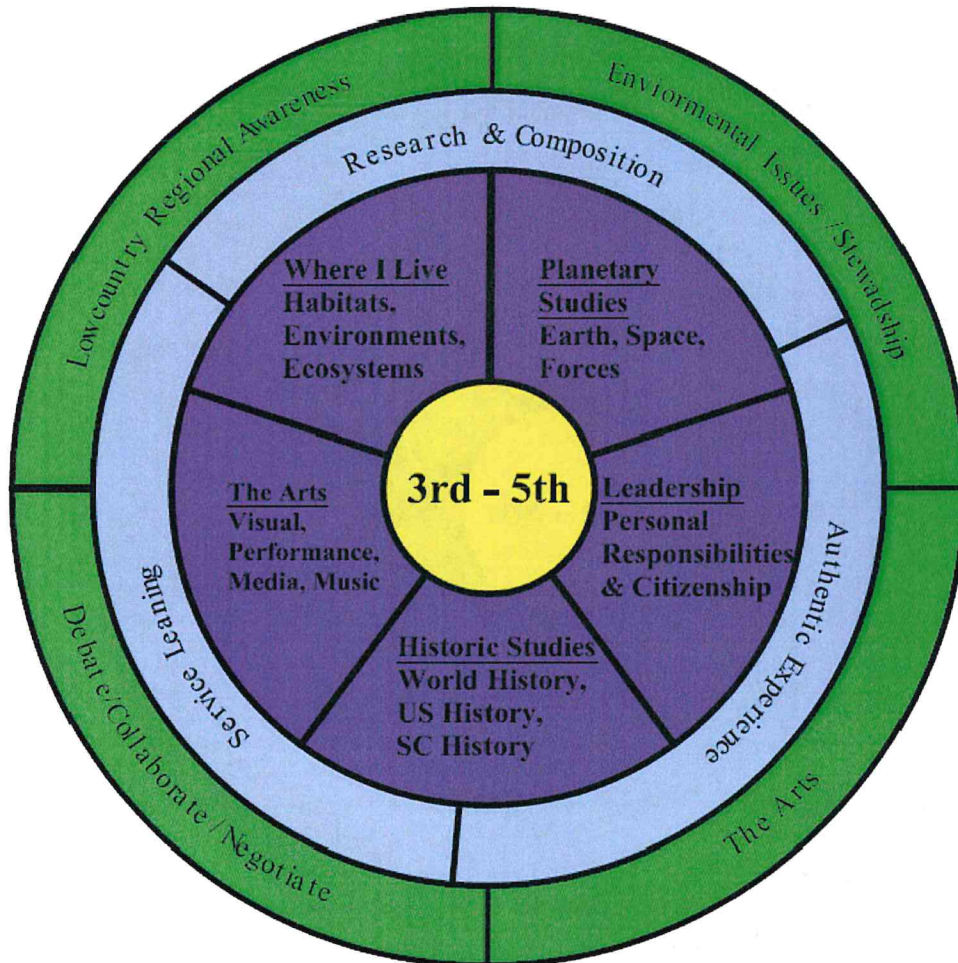 Lowcountry Regional Awareness
Enviormental Issues /Stewadship
Research & Composition
Where I Live
Habitats,
Environments,
Ecosystems
Planetary
Studies
Earth, Space,
Forces
3rd - 5th
The Arts
Visual,
Performance,
Media, Music
Leadership
Personal
Responsibilities
& Citizenship
Historic Studies
World History,
US History,
SC History
Service Leaning
Authentic Experience
Debate/Collaborate /Negotiate
The Arts